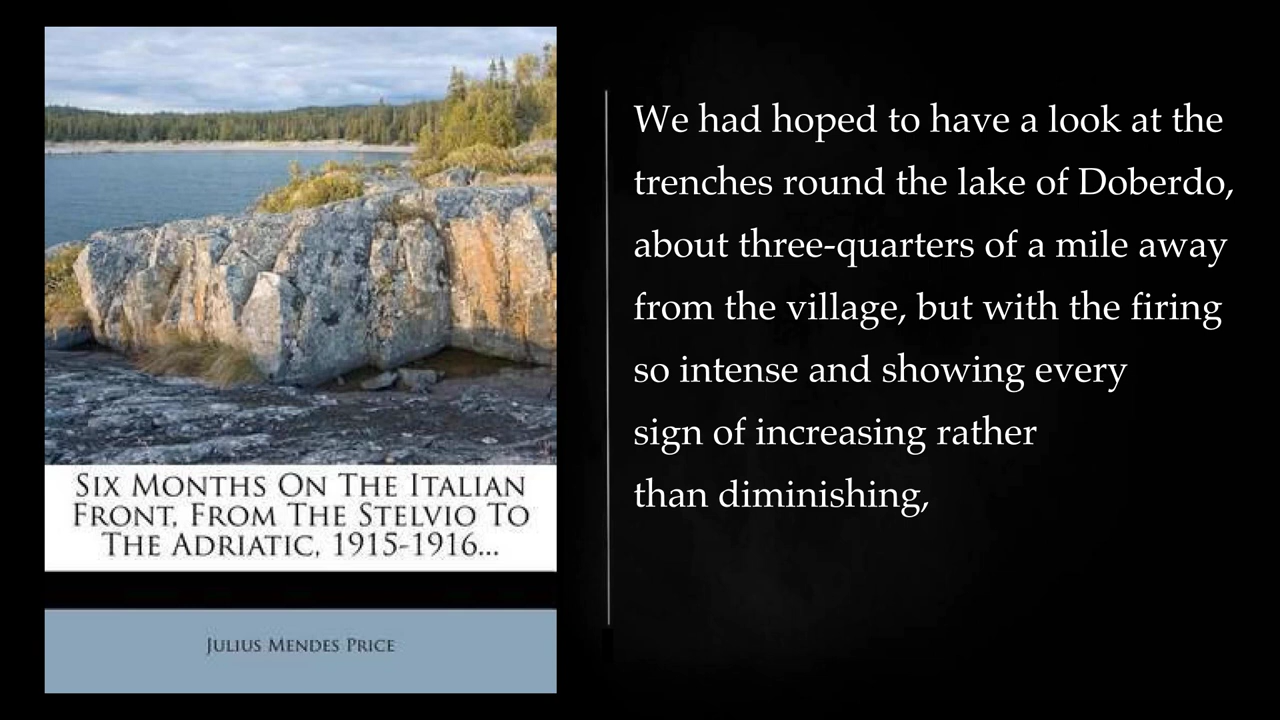 Six Months On The Italian
Front, From The Stelvio To
The Adriatic, 1915-1916...
Julius Mendes Price
We had hoped to have a look at the
trenches round the lake of Doberdo,
about three-quarters of a mile away
from the village, but with the firing
so intense and showing every
sign of increasing rather
than diminishing,